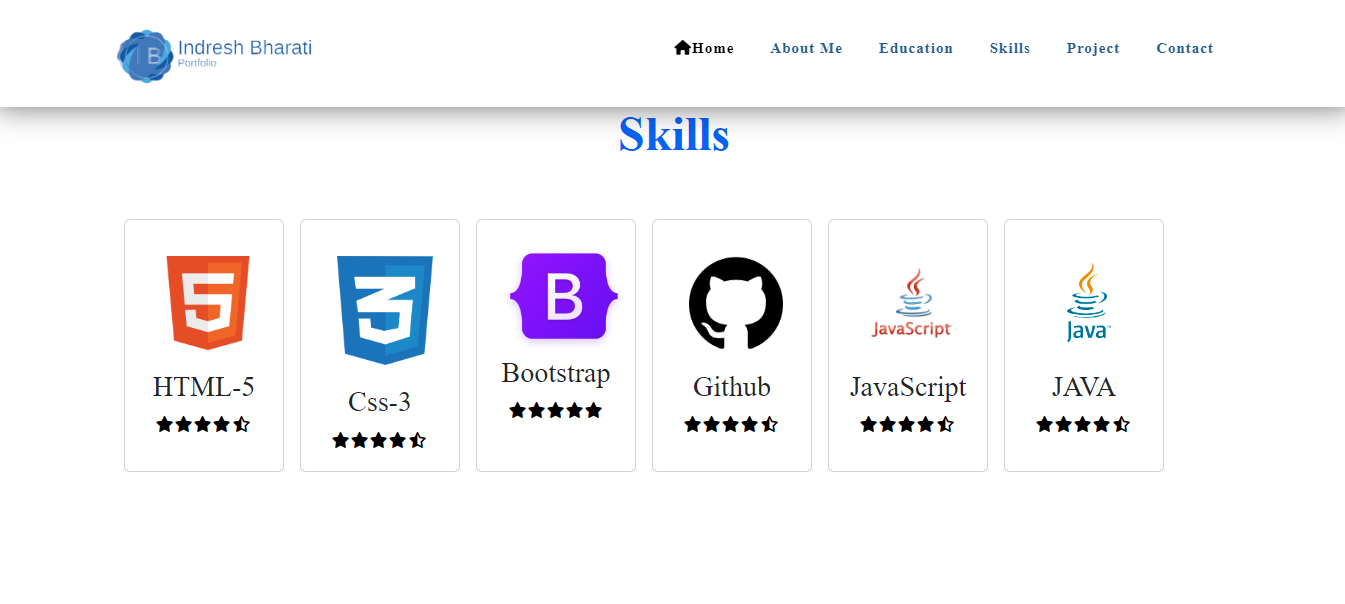 IB Indresh Bharati
Portfolio
Home About Me Education Skills Project Contact
Skills
5 3 B JavaScript Java™
HTML-5 Css-3 Bootstrap Github JavaScript JAVA